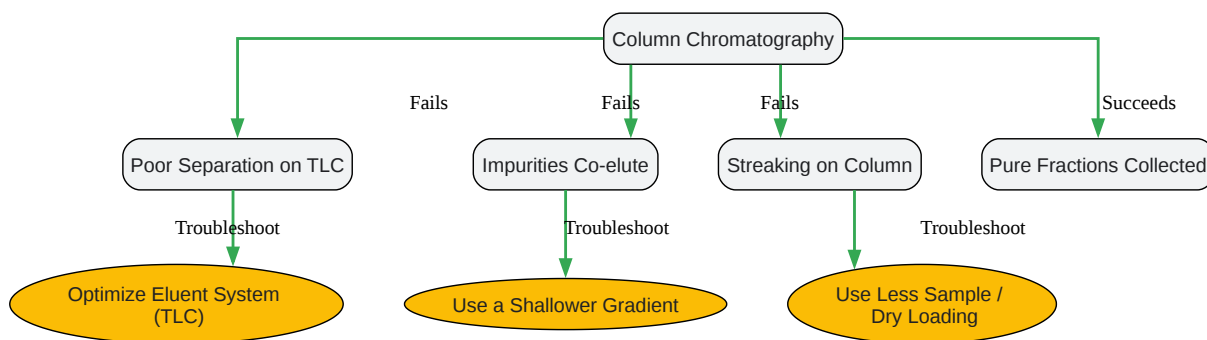 Column Chromatography
Fails
Fails
Fails
Succeeds
Poor Separation on TLC
Impurities Co-elute
Streaking on Column
Pure Fractions Collected
Troubleshoot
Troubleshoot
Troubleshoot
Optimize Eluent System
(TLC)
Use a Shallower Gradient
Use Less Sample /
Dry Loading